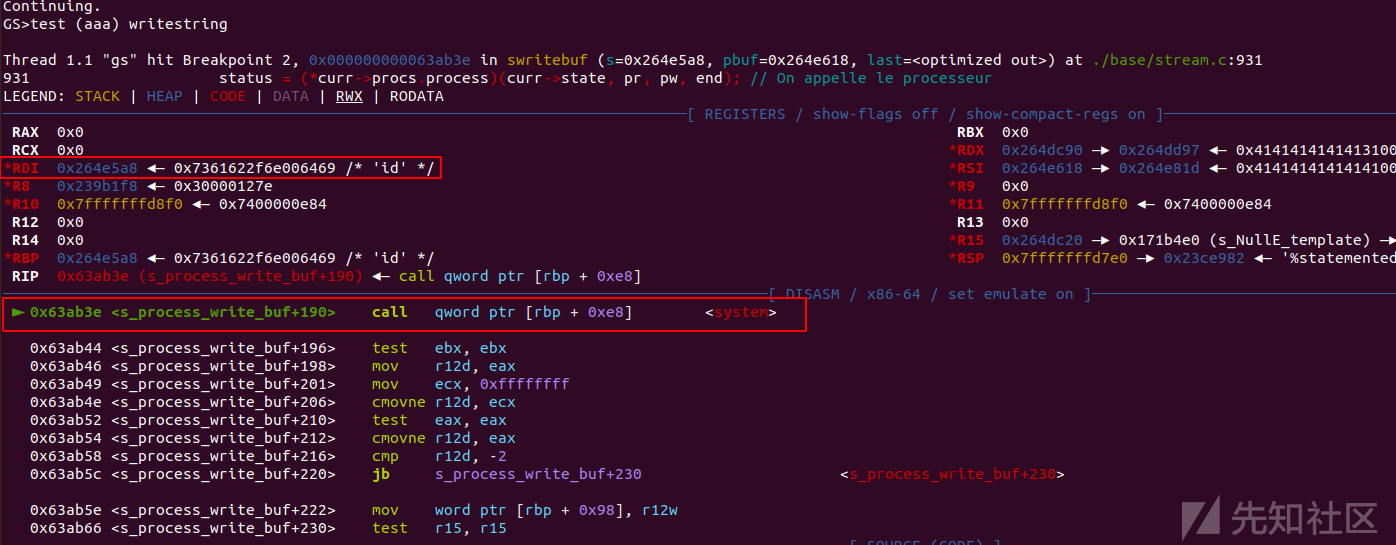 Continuing.
GS>test (aaa) writestring
Thread 1.1 "gs" hit Breakpoint 2, 0x000000000063ab3e in swritebuf (s=0x264e5a8, pbuf=0x264e618, last=<optimized out>) at ./base/stream.c:931
931 status = (*curr->procs.process)(curr->state, pr, pw, end); // On appelle le processeur
LEGEND: STACK | HEAP | CODE | DATA | RWX | RODATA
[ REGISTERS / show-flags off / show-compact-regs on ]
RAX 0x0 RBX 0x0
RCX 0x0 *RDX 0x264dc90 —▸ 0x264dd97 ◂— 0x4141414141413100
*RDI 0x264e5a8 ◂— 0x7361622f6e006469 /* 'id' */ *RSI 0x264e618 —▸ 0x264e81d ◂— 0x4141414141414100
*R8 0x239b1f8 ◂— 0x30000127e *R9 0x0
*R10 0x7fffffffd8f0 ◂— 0x7400000e84 *R11 0x7fffffffd8f0 ◂— 0x7400000e84
R12 0x0 R13 0x0
R14 0x0 *R15 0x264dc20 —▸ 0x171b4e0 (s_NullE_template) —▸
*RBP 0x264e5a8 ◂— 0x7361622f6e006469 /* 'id' */ *RSP 0x7fffffffd7e0 —▸ 0x23ce982 ◂— '%statemented
RIP 0x63ab3e (s_process_write_buf+190) ◂— call qword ptr [rbp + 0xe8]
[ DISASM / x86-64 / set emulate on ]
► 0x63ab3e <s_process_write_buf+190> call qword ptr [rbp + 0xe8] <system>
0x63ab44 <s_process_write_buf+196> test ebx, ebx
0x63ab46 <s_process_write_buf+198> mov r12d, eax
0x63ab49 <s_process_write_buf+201> mov ecx, 0xffffffff
0x63ab4e <s_process_write_buf+206> cmovne r12d, ecx
0x63ab52 <s_process_write_buf+210> test eax, eax
0x63ab54 <s_process_write_buf+212> cmovne r12d, eax
0x63ab58 <s_process_write_buf+216> cmp r12d, -2
0x63ab5c <s_process_write_buf+220> jb s_process_write_buf+230 <s_process_write_buf+230>
0x63ab5e <s_process_write_buf+222> mov word ptr [rbp + 0x98], r12w
0x63ab66 <s_process_write_buf+230> test r15, r15
[ SOURCE (CODE) ]
先知社区